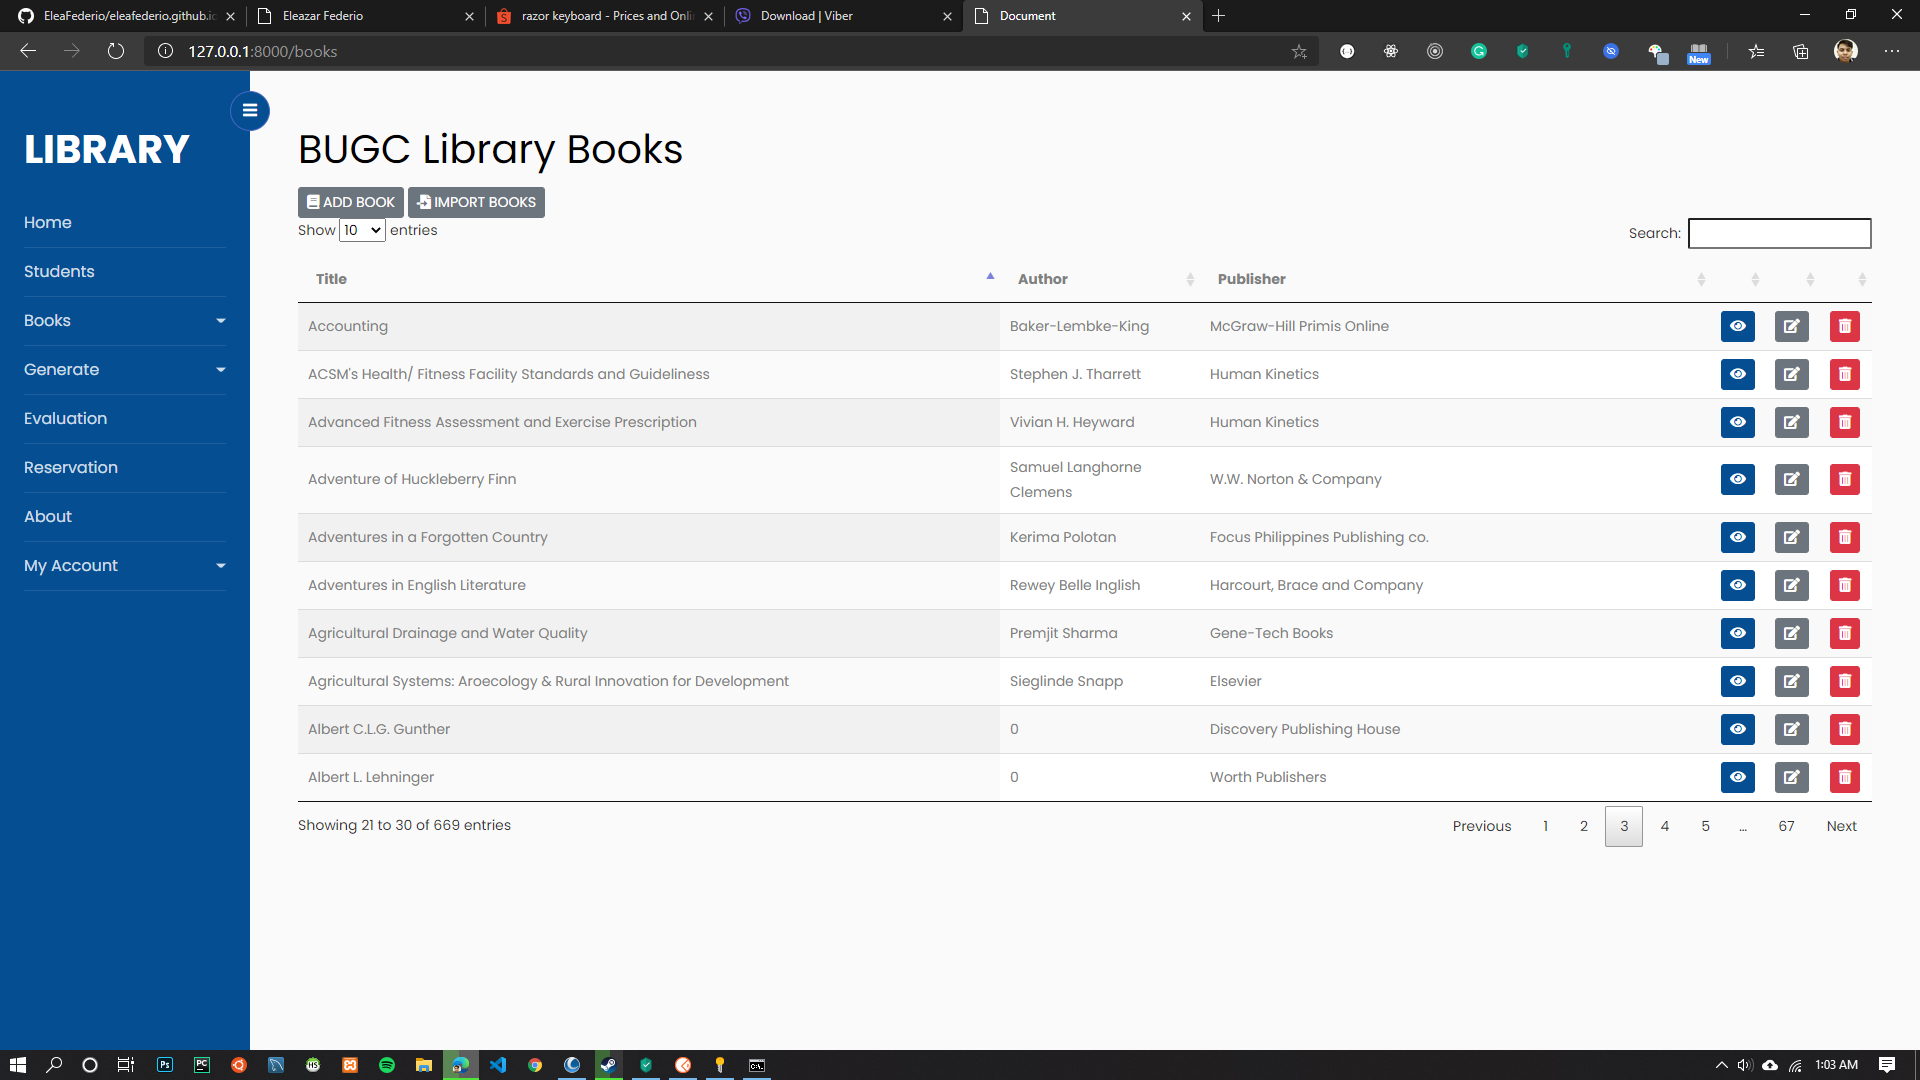 EleaFederio/eleafederio.github.io
Eleazar Federio
razor keyboard - Prices and Onli
Download | Viber
Document
127.0.0.1:8000/books
New
LIBRARY
Home
Students
Books
Generate
Evaluation
Reservation
About
My Account
BUGC Library Books
ADD BOOK IMPORT BOOKS
Show 10 entries
Search:
Title Author Publisher
Accounting Baker-Lembke-King McGraw-Hill Primis Online
ACSM's Health/ Fitness Facility Standards and Guideliness Stephen J. Tharrett Human Kinetics
Advanced Fitness Assessment and Exercise Prescription Vivian H. Heyward Human Kinetics
Adventure of Huckleberry Finn Samuel Langhorne Clemens W.W. Norton & Company
Adventures in a Forgotten Country Kerima Polotan Focus Philippines Publishing co.
Adventures in English Literature Rewey Belle Inglish Harcourt, Brace and Company
Agricultural Drainage and Water Quality Premjit Sharma Gene-Tech Books
Agricultural Systems: Aroecology & Rural Innovation for Development Sieglinde Snapp Elsevier
Albert C.L.G. Gunther 0 Discovery Publishing House
Albert L. Lehninger 0 Worth Publishers
Showing 21 to 30 of 669 entries
Previous 1 2 3 4 5 … 67 Next
Ps
PC
1:03 AM